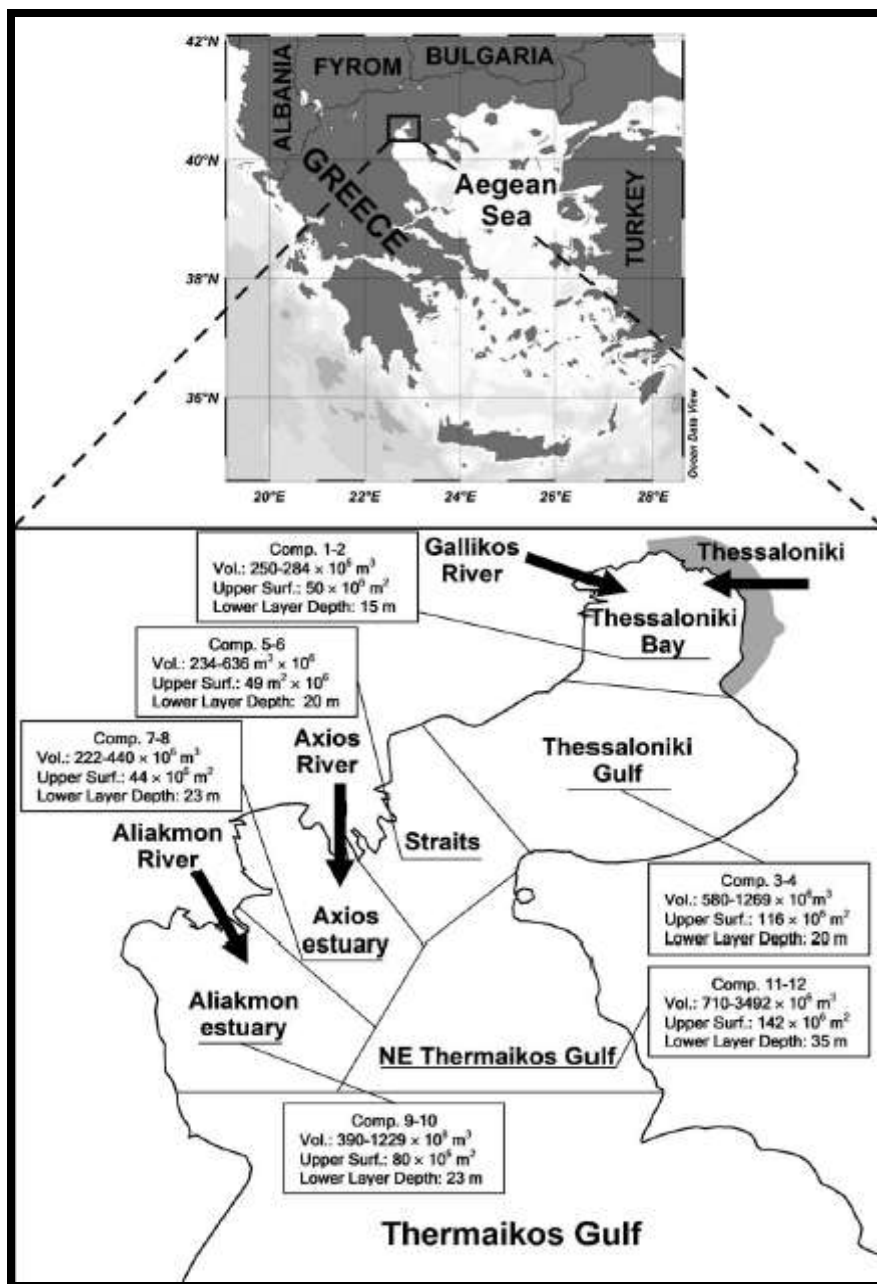 42°N
ALBANIA
FYROM
BULGARIA
40°N
GREECE
Aegean
Sea
TURKEY
38°N
36°N
Ocean Data View
20°E
22°E
24°E
26°E
28°E
Comp. 1-2
Vol.: 250-284 × 10⁶ m³
Upper Surf.: 50 × 10⁶ m²
Lower Layer Depth: 15 m
Gallikos
River
Thessaloniki
Thessaloniki
Bay
Comp. 5-6
Vol.: 234-636 m³ × 10⁶
Upper Surf.: 49 m² × 10⁶
Lower Layer Depth: 20 m
Comp. 7-8
Vol.: 222-440 × 10⁶ m³
Upper Surf.: 44 × 10⁶ m²
Lower Layer Depth: 23 m
Axios
River
Thessaloniki
Gulf
Aliakmon
River
Straits
Axios
estuary
Comp. 3-4
Vol.: 580-1269 × 10⁶m³
Upper Surf.: 116 × 10⁶ m²
Lower Layer Depth: 20 m
Aliakmon
estuary
Comp. 11-12
Vol.: 710-3492 × 10⁶ m³
Upper Surf.: 142 × 10⁶ m²
Lower Layer Depth: 35 m
NE Thermaikos Gulf
Comp. 9-10
Vol.: 390-1229 × 10⁶ m³
Upper Surf.: 80 × 10⁶ m²
Lower Layer Depth: 23 m
Thermaikos Gulf